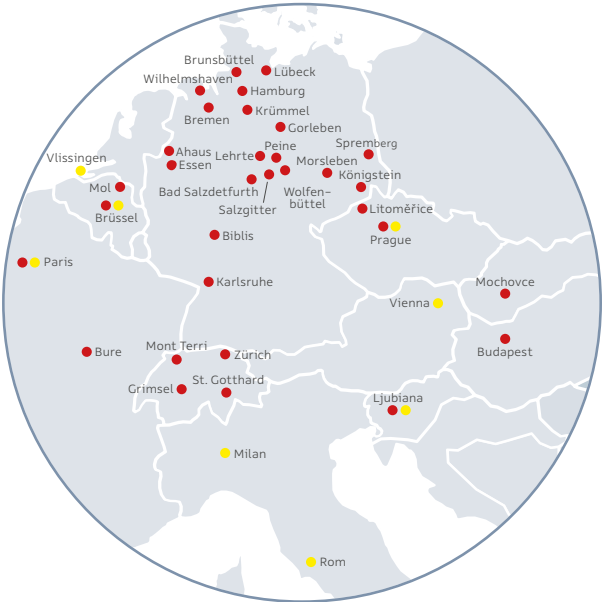 Brunsbüttel
Lübeck
Wilhelmshaven
Hamburg
Bremen
Krümmel
Gorleben
Spremberg
Ahaus
Lehrte
Peine
Essen
Morsleben
Vlissingen
Königstein
Mol
Bad Salzdetfurth
Wolfen-
büttel
Salzgitter
Litoměřice
Brüssel
Biblis
Prague
Paris
Karlsruhe
Mochovce
Vienna
Bure
Mont Terri
Zürich
Budapest
Grimsel
St. Gotthard
Ljubiana
Milan
Rom